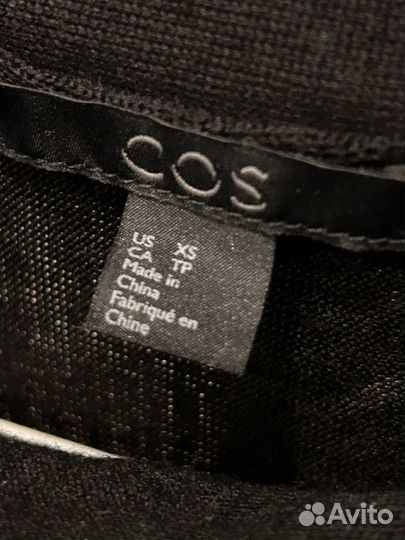 COS
US XS
CA TP
Made in
China
Fabriqué en
Chine
Avito